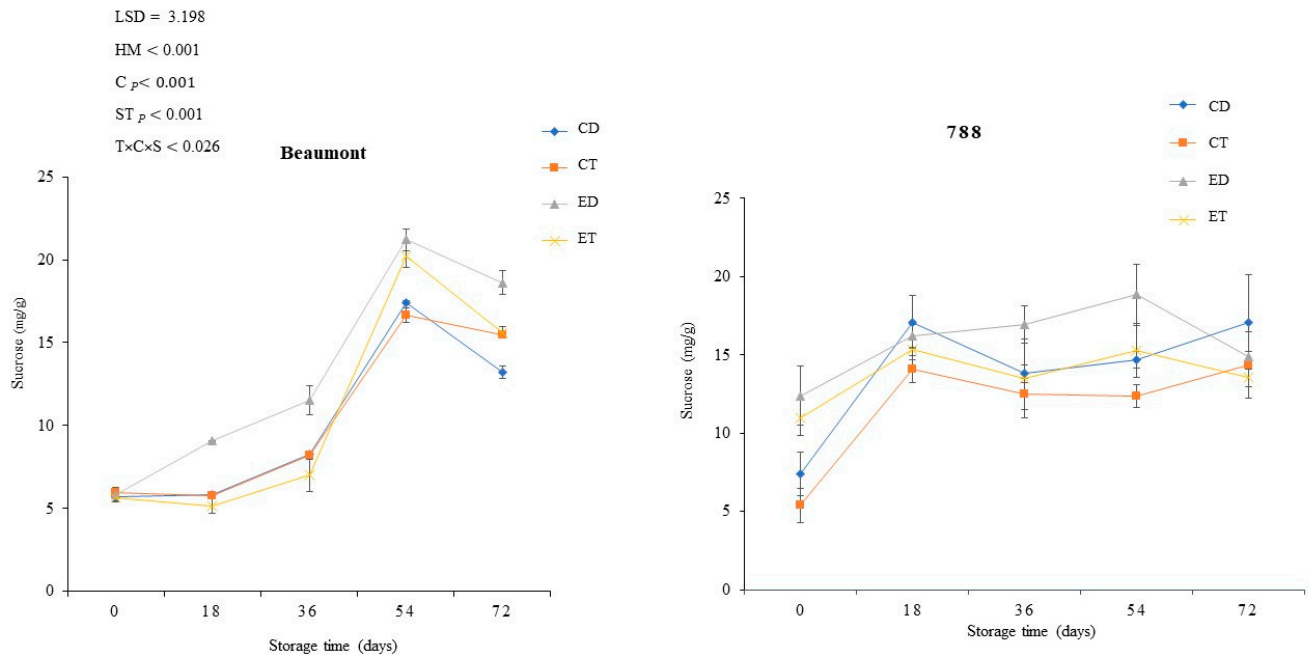 LSD = 3.198
HM < 0.001
C P< 0.001
ST P < 0.001
T×C×S < 0.026
Beaumont
CD
CT
ED
ET
25
20
15
10
5
0
Sucrose (mg/g)
0 18 36 54 72
Storage time (days)
788
CD
CT
ED
ET
25
20
15
10
5
0
Sucrose (mg/g)
0 18 36 54 72
Storage time (days)